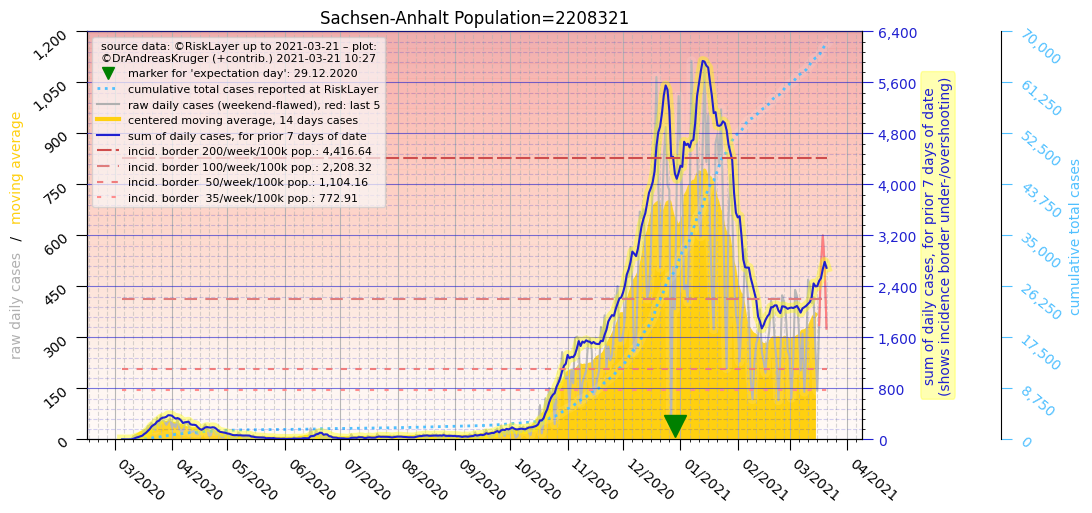 Sachsen-Anhalt Population=2208321
source data: ©RiskLayer up to 2021-03-21 – plot:
©DrAndreasKruger (+contrib.) 2021-03-21 10:27
marker for 'expectation day': 29.12.2020
cumulative total cases reported at RiskLayer
raw daily cases (weekend-flawed), red: last 5
centered moving average, 14 days cases
sum of daily cases, for prior 7 days of date
incid. border 200/week/100k pop.: 4,416.64
incid. border 100/week/100k pop.: 2,208.32
incid. border  50/week/100k pop.: 1,104.16
incid. border  35/week/100k pop.: 772.91
raw daily cases / moving average
1,200
1,050
900
750
600
450
300
150
0
03/2020
04/2020
05/2020
06/2020
07/2020
08/2020
09/2020
10/2020
11/2020
12/2020
01/2021
02/2021
03/2021
04/2021
6,400
5,600
4,800
4,000
3,200
2,400
1,600
800
0
sum of daily cases, for prior 7 days of date
(shows incidence border under-/overshooting)
70,000
61,250
52,500
43,750
35,000
26,250
17,500
8,750
0
cumulative total cases